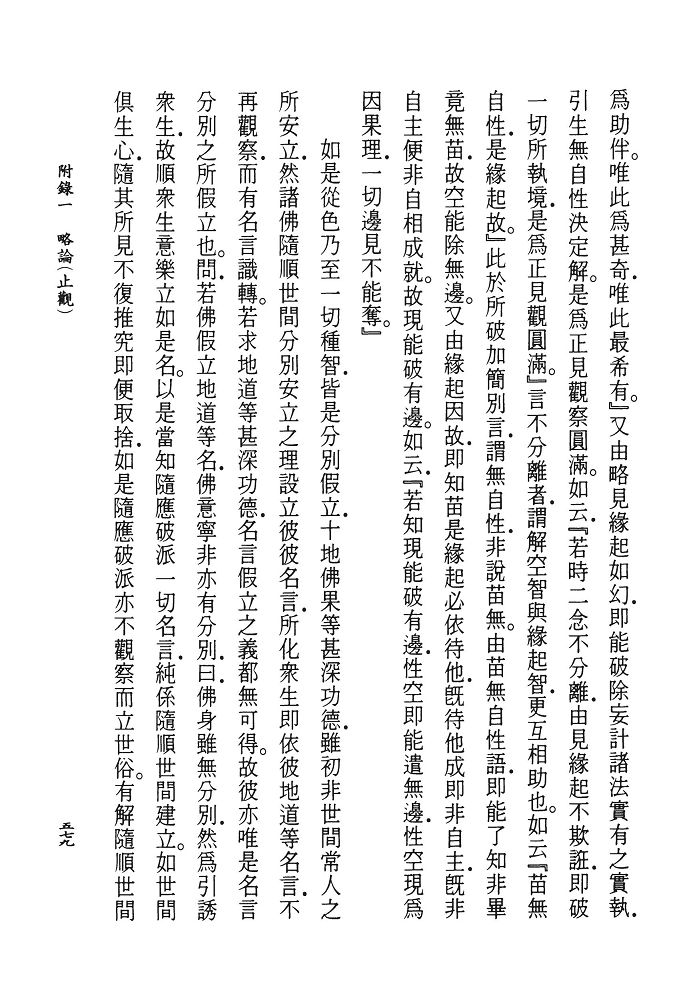 爲助伴。唯此爲甚奇．唯此最希有。』又由略見緣起如幻．即能破除妄計諸法實有之實執．
引生無自性決定解。是爲正見觀察圓滿。如云．『若時二念不分離．由見緣起不欺誑．即破
一切所執境．是爲正見觀圓滿。』言不分離者．謂解空智與緣起智．更互相助也。如云『苗無
自性．是緣起故。』此於所破加簡別言．謂無自性．非說苗無。由苗無自性語．即能了知非畢
竟無苗．故空能除無邊。又由緣起因故．即知苗是緣起必依待他．既待他成即非自主．既非
自主便非自相成就。故現能破有邊。如云．『若知現能破有邊．性空即能遣無邊．性空現爲
因果理．一切邊見不能奪。』
如是從色乃至一切種智．皆是分別假立．十地佛果等甚深功德．雖初非世間常人之
所安立．然諸佛隨順世間分別安立之理設立彼彼名言．所化衆生即依彼地道等名言．不
再觀察．而有名言識轉。若求地道等甚深功德．名言假立之義都無可得。故彼亦唯是名言
分別之所假立也。問．若佛假立地道等名．佛意寧非亦有分別．曰．佛身雖無分別．然爲引誘
衆生．故順衆生意樂立如是名。以是當知隨應破派一切名言．純係隨順世間建立。如世間
俱生心．隨其所見不復推究即便取捨．如是隨應破派亦不觀察而立世俗。有解隨順世間
附錄一　略論（止觀）
五七九